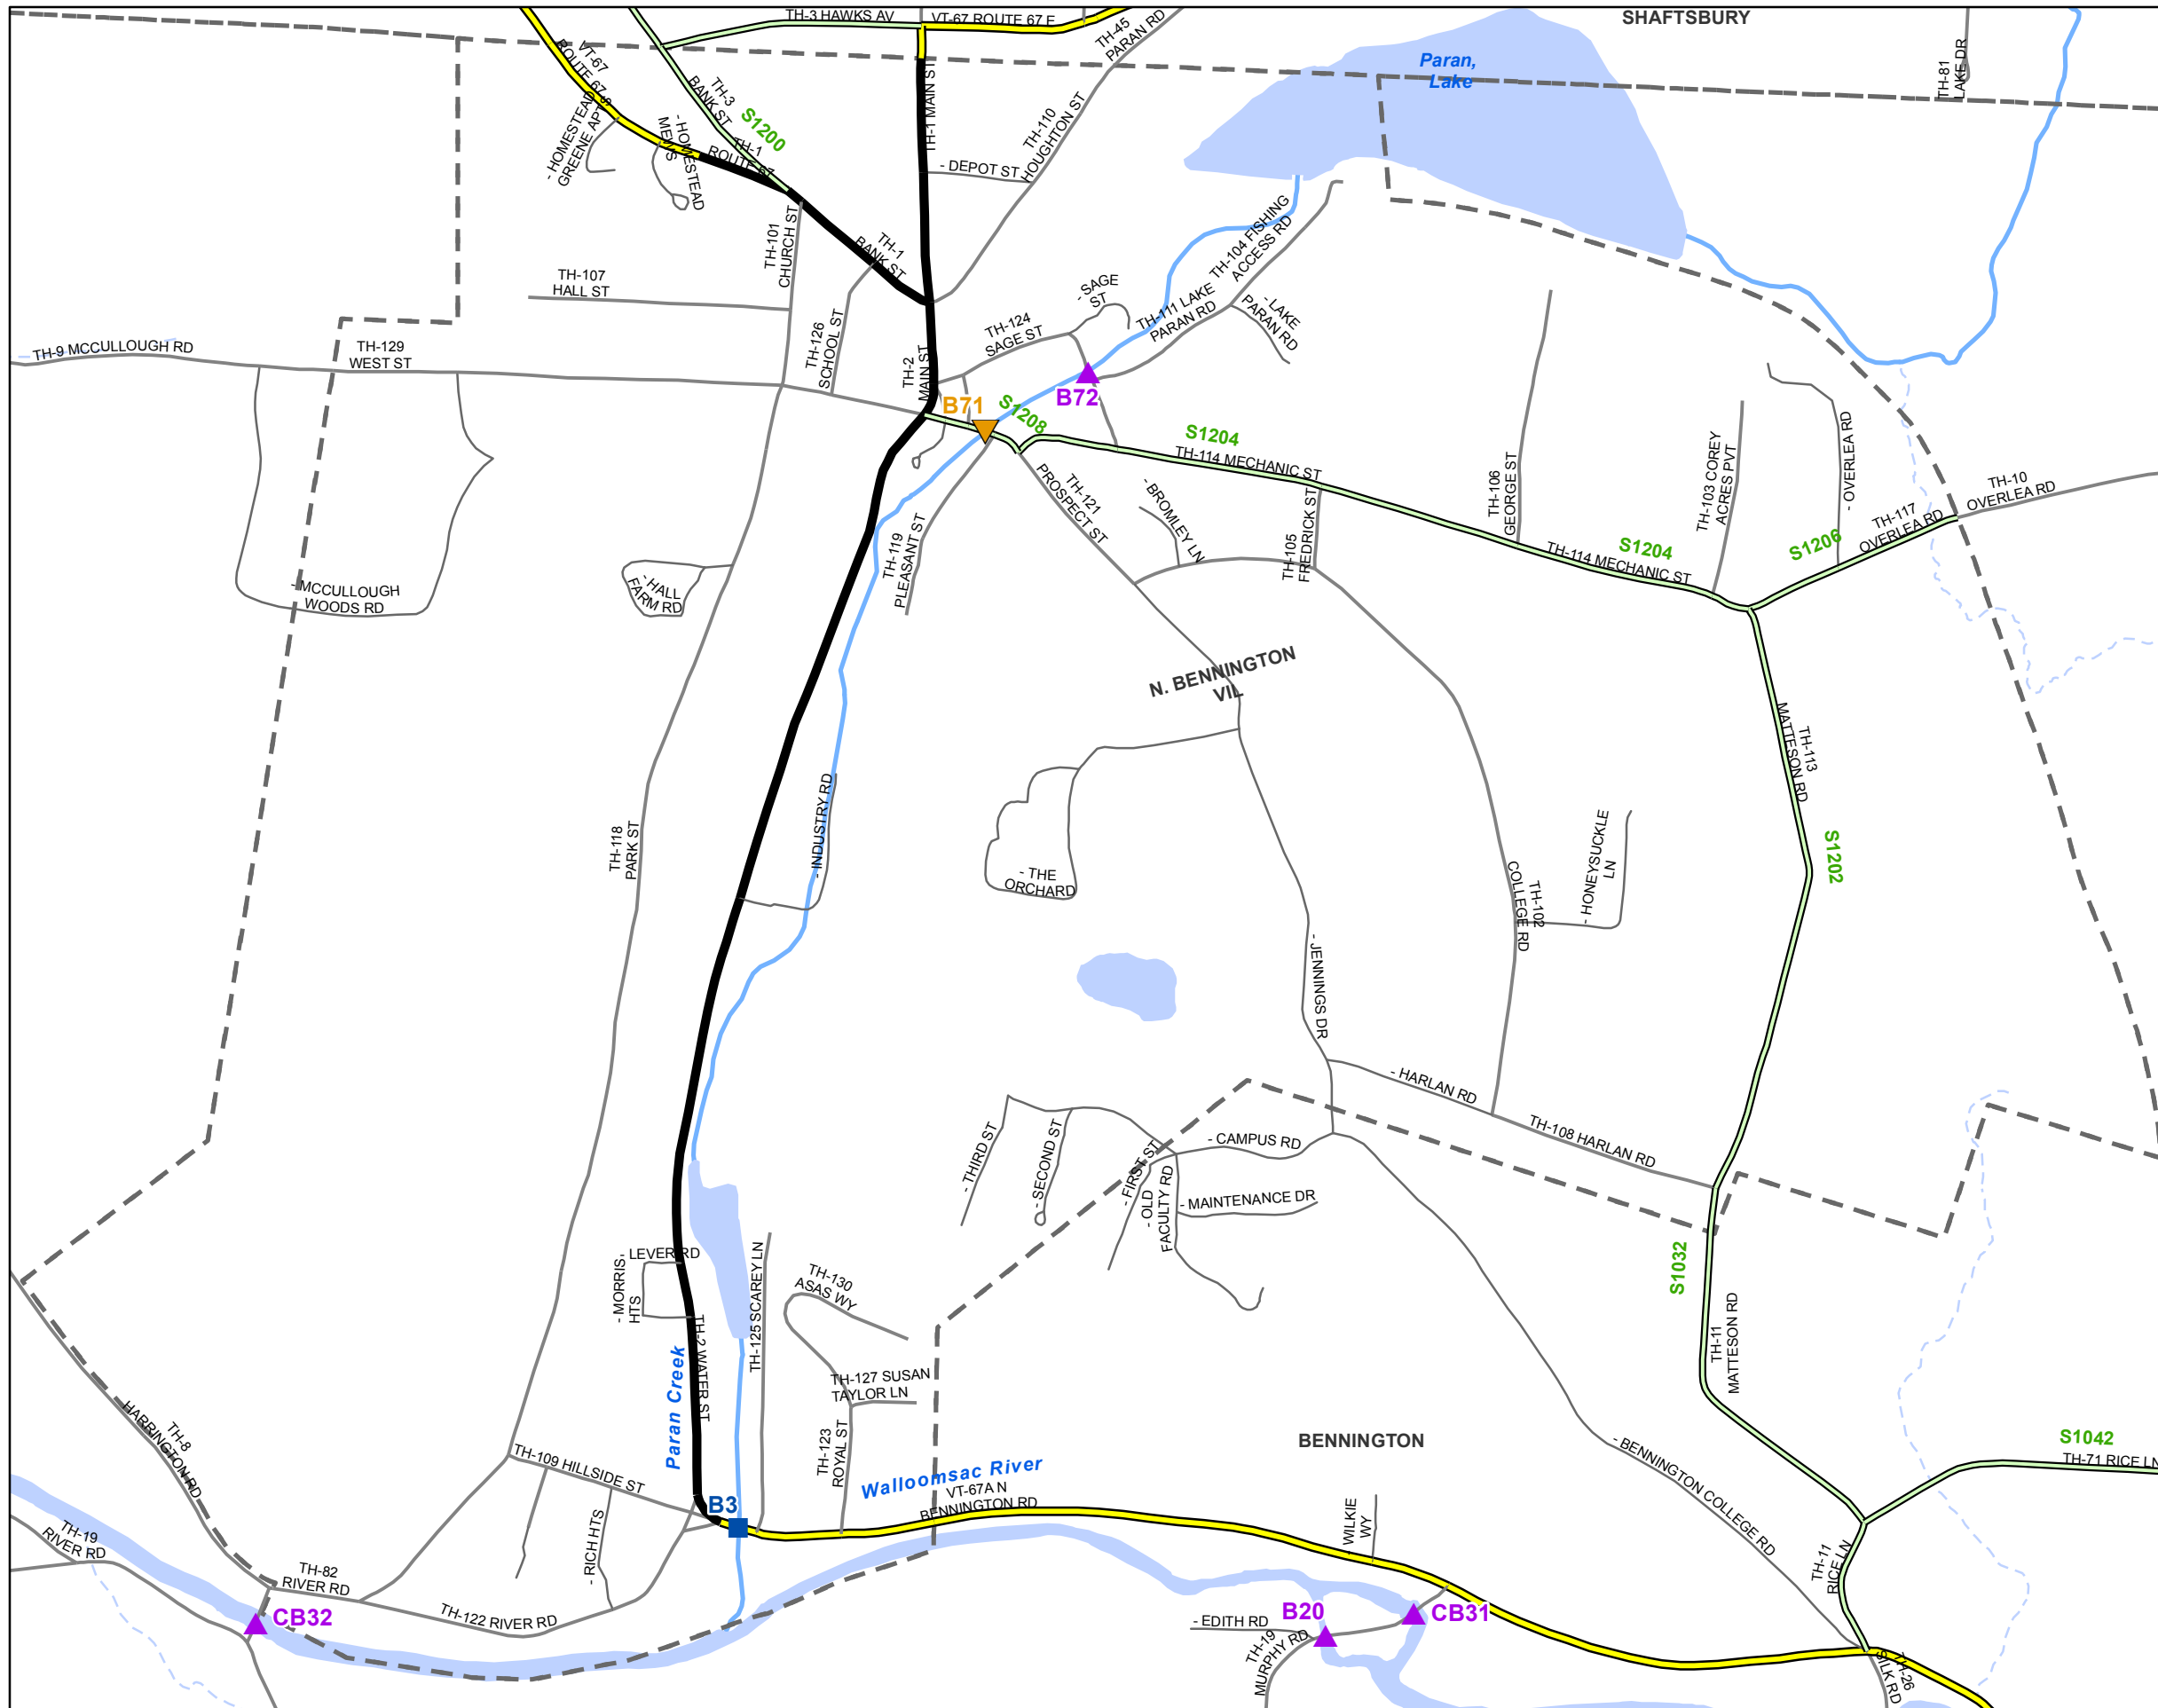 TH-3 HAWKS AV
VT-67 ROUTE 67 E
TH-45
PARAN RD
SHAFTSBURY
Paran,
Lake
TH-81
LAKE DR
VT-67
ROUTE 67 S
TH-3
BANK ST
S1200
- HOMESTEAD
GREENE APT
- HOMESTEAD
MEWS
TH-1
ROUTE 67
TH-1 MAIN ST
TH-110
HOUGHTON ST
- DEPOT ST
TH-101
CHURCH ST
TH-1
BANK ST
TH-107
HALL ST
TH-104 FISHING
ACCESS RD
- SAGE
ST
TH-111 LAKE
PARAN RD
- LAKE
PARAN RD
TH-124
SAGE ST
TH-126
SCHOOL ST
TH-9 MCCULLOUGH RD
TH-129
WEST ST
TH-2
MAIN ST
B71
S1208
B72
S1204
TH-114 MECHANIC ST
TH-121
PROSPECT ST
- BROMLEY LN
TH-105
FREDRICK ST
TH-106
GEORGE ST
TH-103 COREY
ACRES PVT
- OVERLEA RD
TH-10
OVERLEA RD
TH-117
OVERLEA RD
S1206
S1204
TH-114 MECHANIC ST
TH-119
PLEASANT ST
- MCCULLOUGH
WOODS RD
- HALL
FARM RD
N. BENNINGTON
VIL
TH-113
MATTESON RD
S1202
TH-118
PARK ST
- INDUSTRY RD
- THE
ORCHARD
TH-102
COLLEGE RD
- HONEYSUCKLE
LN
- JENNINGS DR
- HARLAN RD
TH-108 HARLAN RD
- THIRD ST
- SECOND ST
- FIRST ST
- CAMPUS RD
- OLD
FACULTY RD
- MAINTENANCE DR
S1032
- LEVER RD
- MORRIS
HTS
TH-125 SCAREY LN
TH-130
ASAS WY
TH-2 WATER ST
Paran Creek
TH-127 SUSAN
TAYLOR LN
TH-123
ROYAL ST
TH-11
MATTESON RD
TH-8
HARRINGTON RD
TH-109 HILLSIDE ST
- RICH HTS
B3
Walloomsac River
VT-67A N
BENNINGTON RD
BENNINGTON
- WILKIE
WY
- BENNINGTON COLLEGE RD
S1042
TH-71 RICE LN
TH-11
RICE LN
TH-19
RIVER RD
TH-82
RIVER RD
TH-122 RIVER RD
CB32
- EDITH RD
B20
CB31
TH-19
MURPHY RD
TH-26
SILK RD